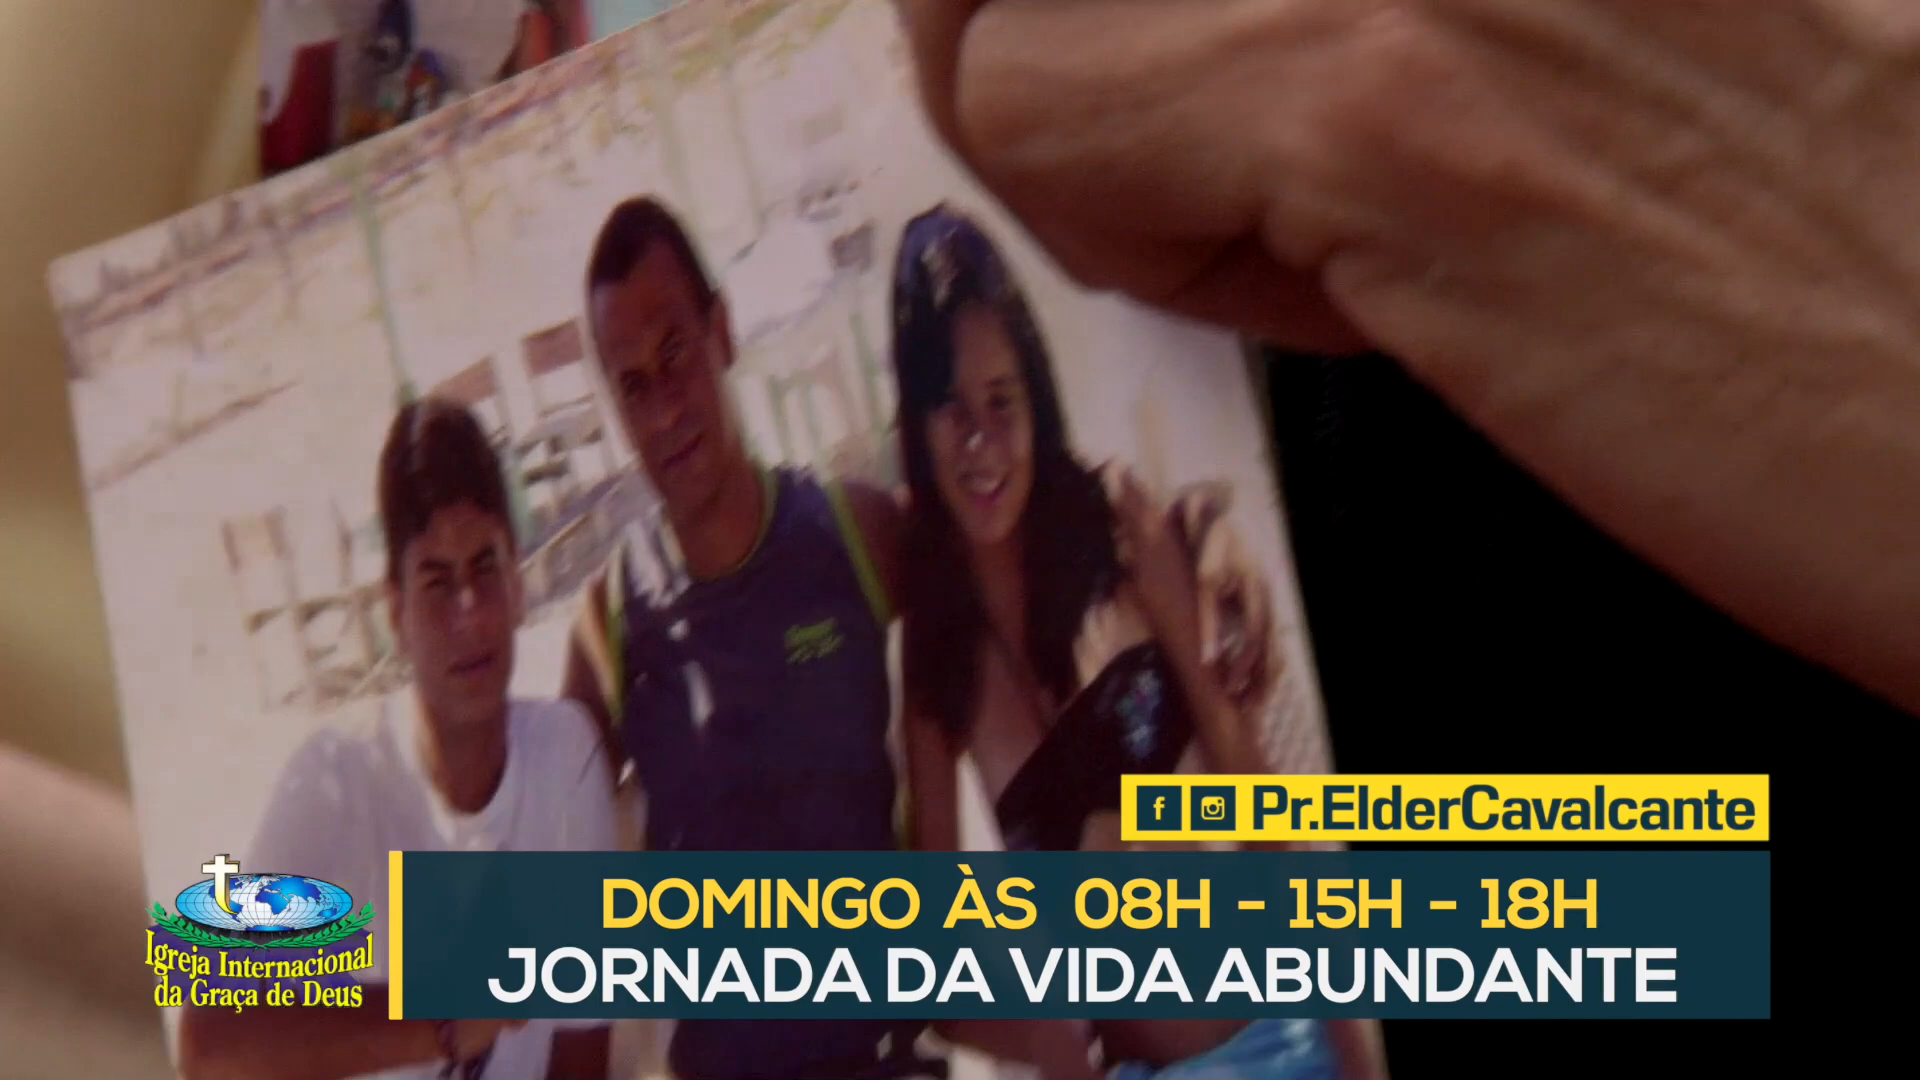 Pr.ElderCavalcante
DOMINGO ÀS 08H - 15H - 18H
JORNADA DA VIDA ABUNDANTE
Igreja Internacional
da Graça de Deus